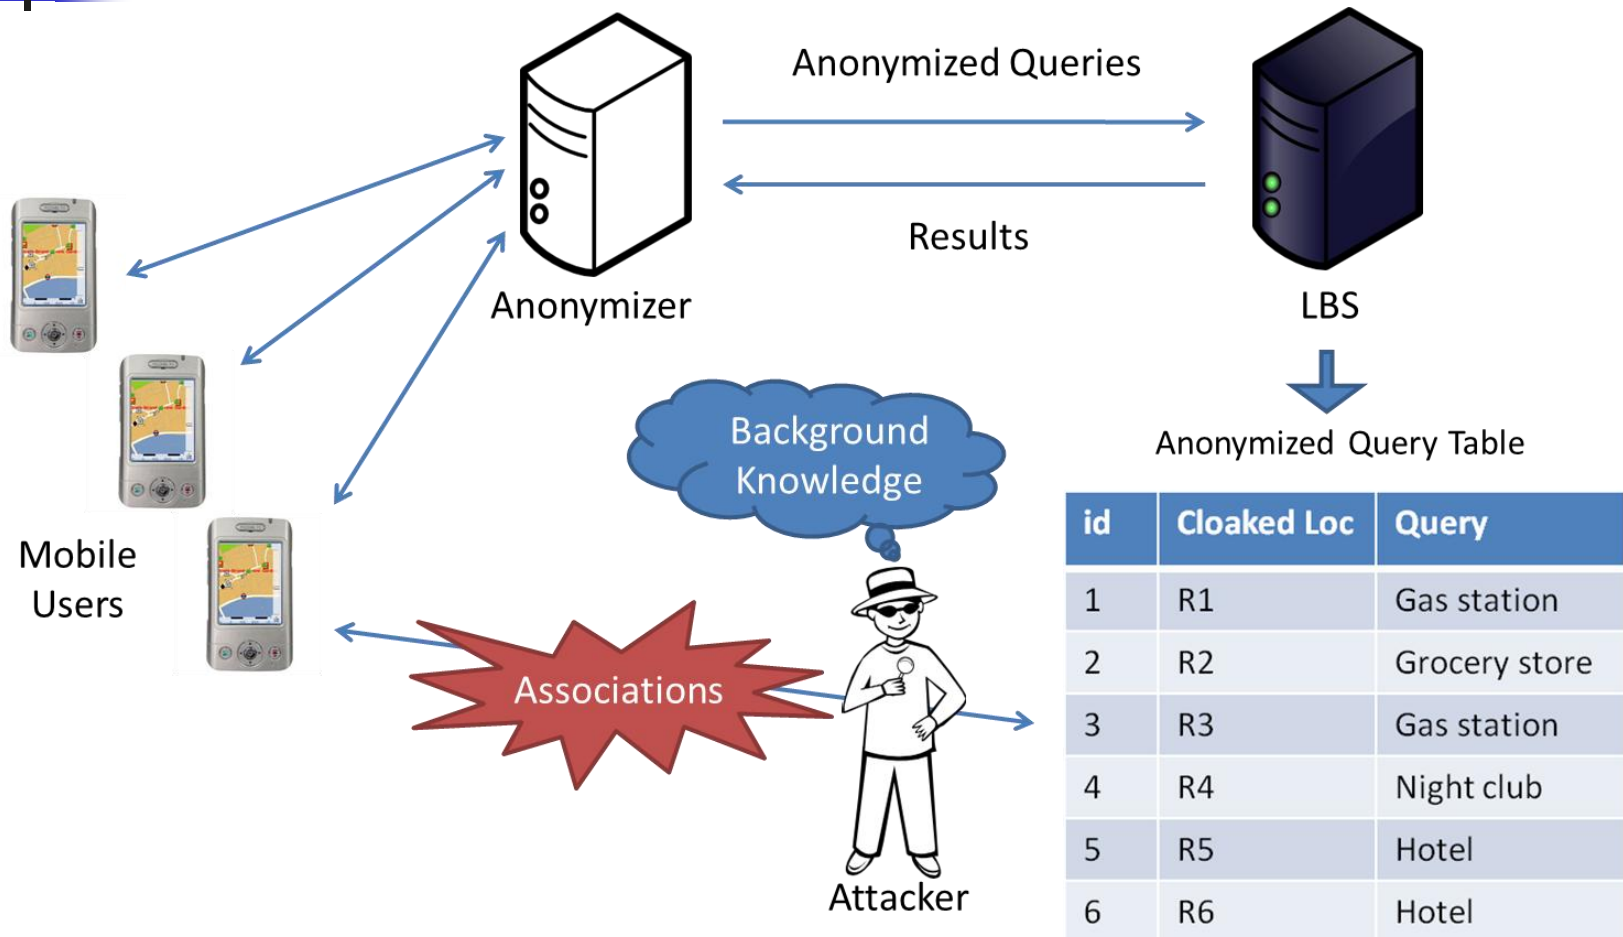 Anonymized Queries
Results
Anonymizer
LBS
Mobile
Users
Background
Knowledge
Associations
Attacker
Anonymized Query Table
id Cloaked Loc Query
1 R1 Gas station
2 R2 Grocery store
3 R3 Gas station
4 R4 Night club
5 R5 Hotel
6 R6 Hotel